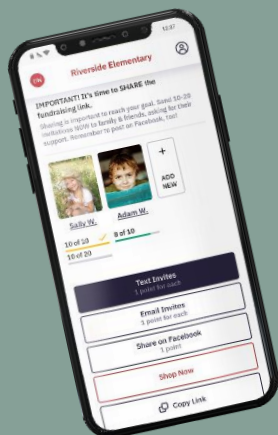 12:37
EN
Riverside Elementary
IMPORTANT! It's time to SHARE the
fundraising link.
Sharing is important to reach your goal. Send 10-20
invitations NOW to family & friends, asking for their
support. Remember to post on Facebook, too!
+
ADD
NEW
Sally W.
Adam W.
10 of 10
8 of 10
10 of 20
Text Invites
1 point for each
Email Invites
1 point for each
Share on Facebook
1 point
Shop Now
Copy Link